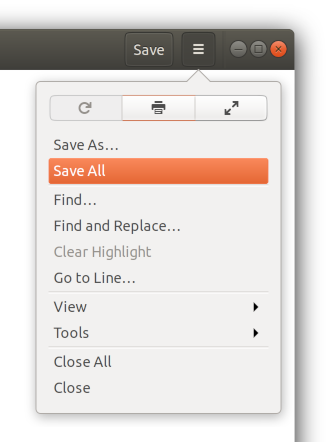 Save
Save As...
Save All
Find...
Find and Replace...
Clear Highlight
Go to Line...
View
Tools
Close All
Close